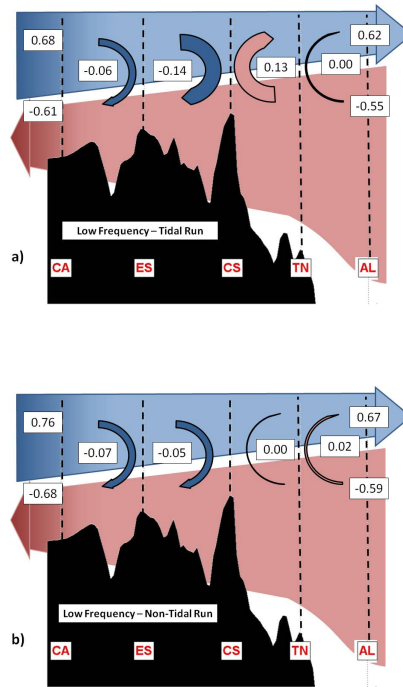 0.68
0.62
-0.06
-0.14
0.13
0.00
-0.61
-0.55
Low Frequency – Tidal Run
a)
CA
ES
CS
TN
AL
0.76
0.67
-0.07
-0.05
0.00
0.02
-0.68
-0.59
Low Frequency – Non-Tidal Run
b)
CA
ES
CS
TN
AL